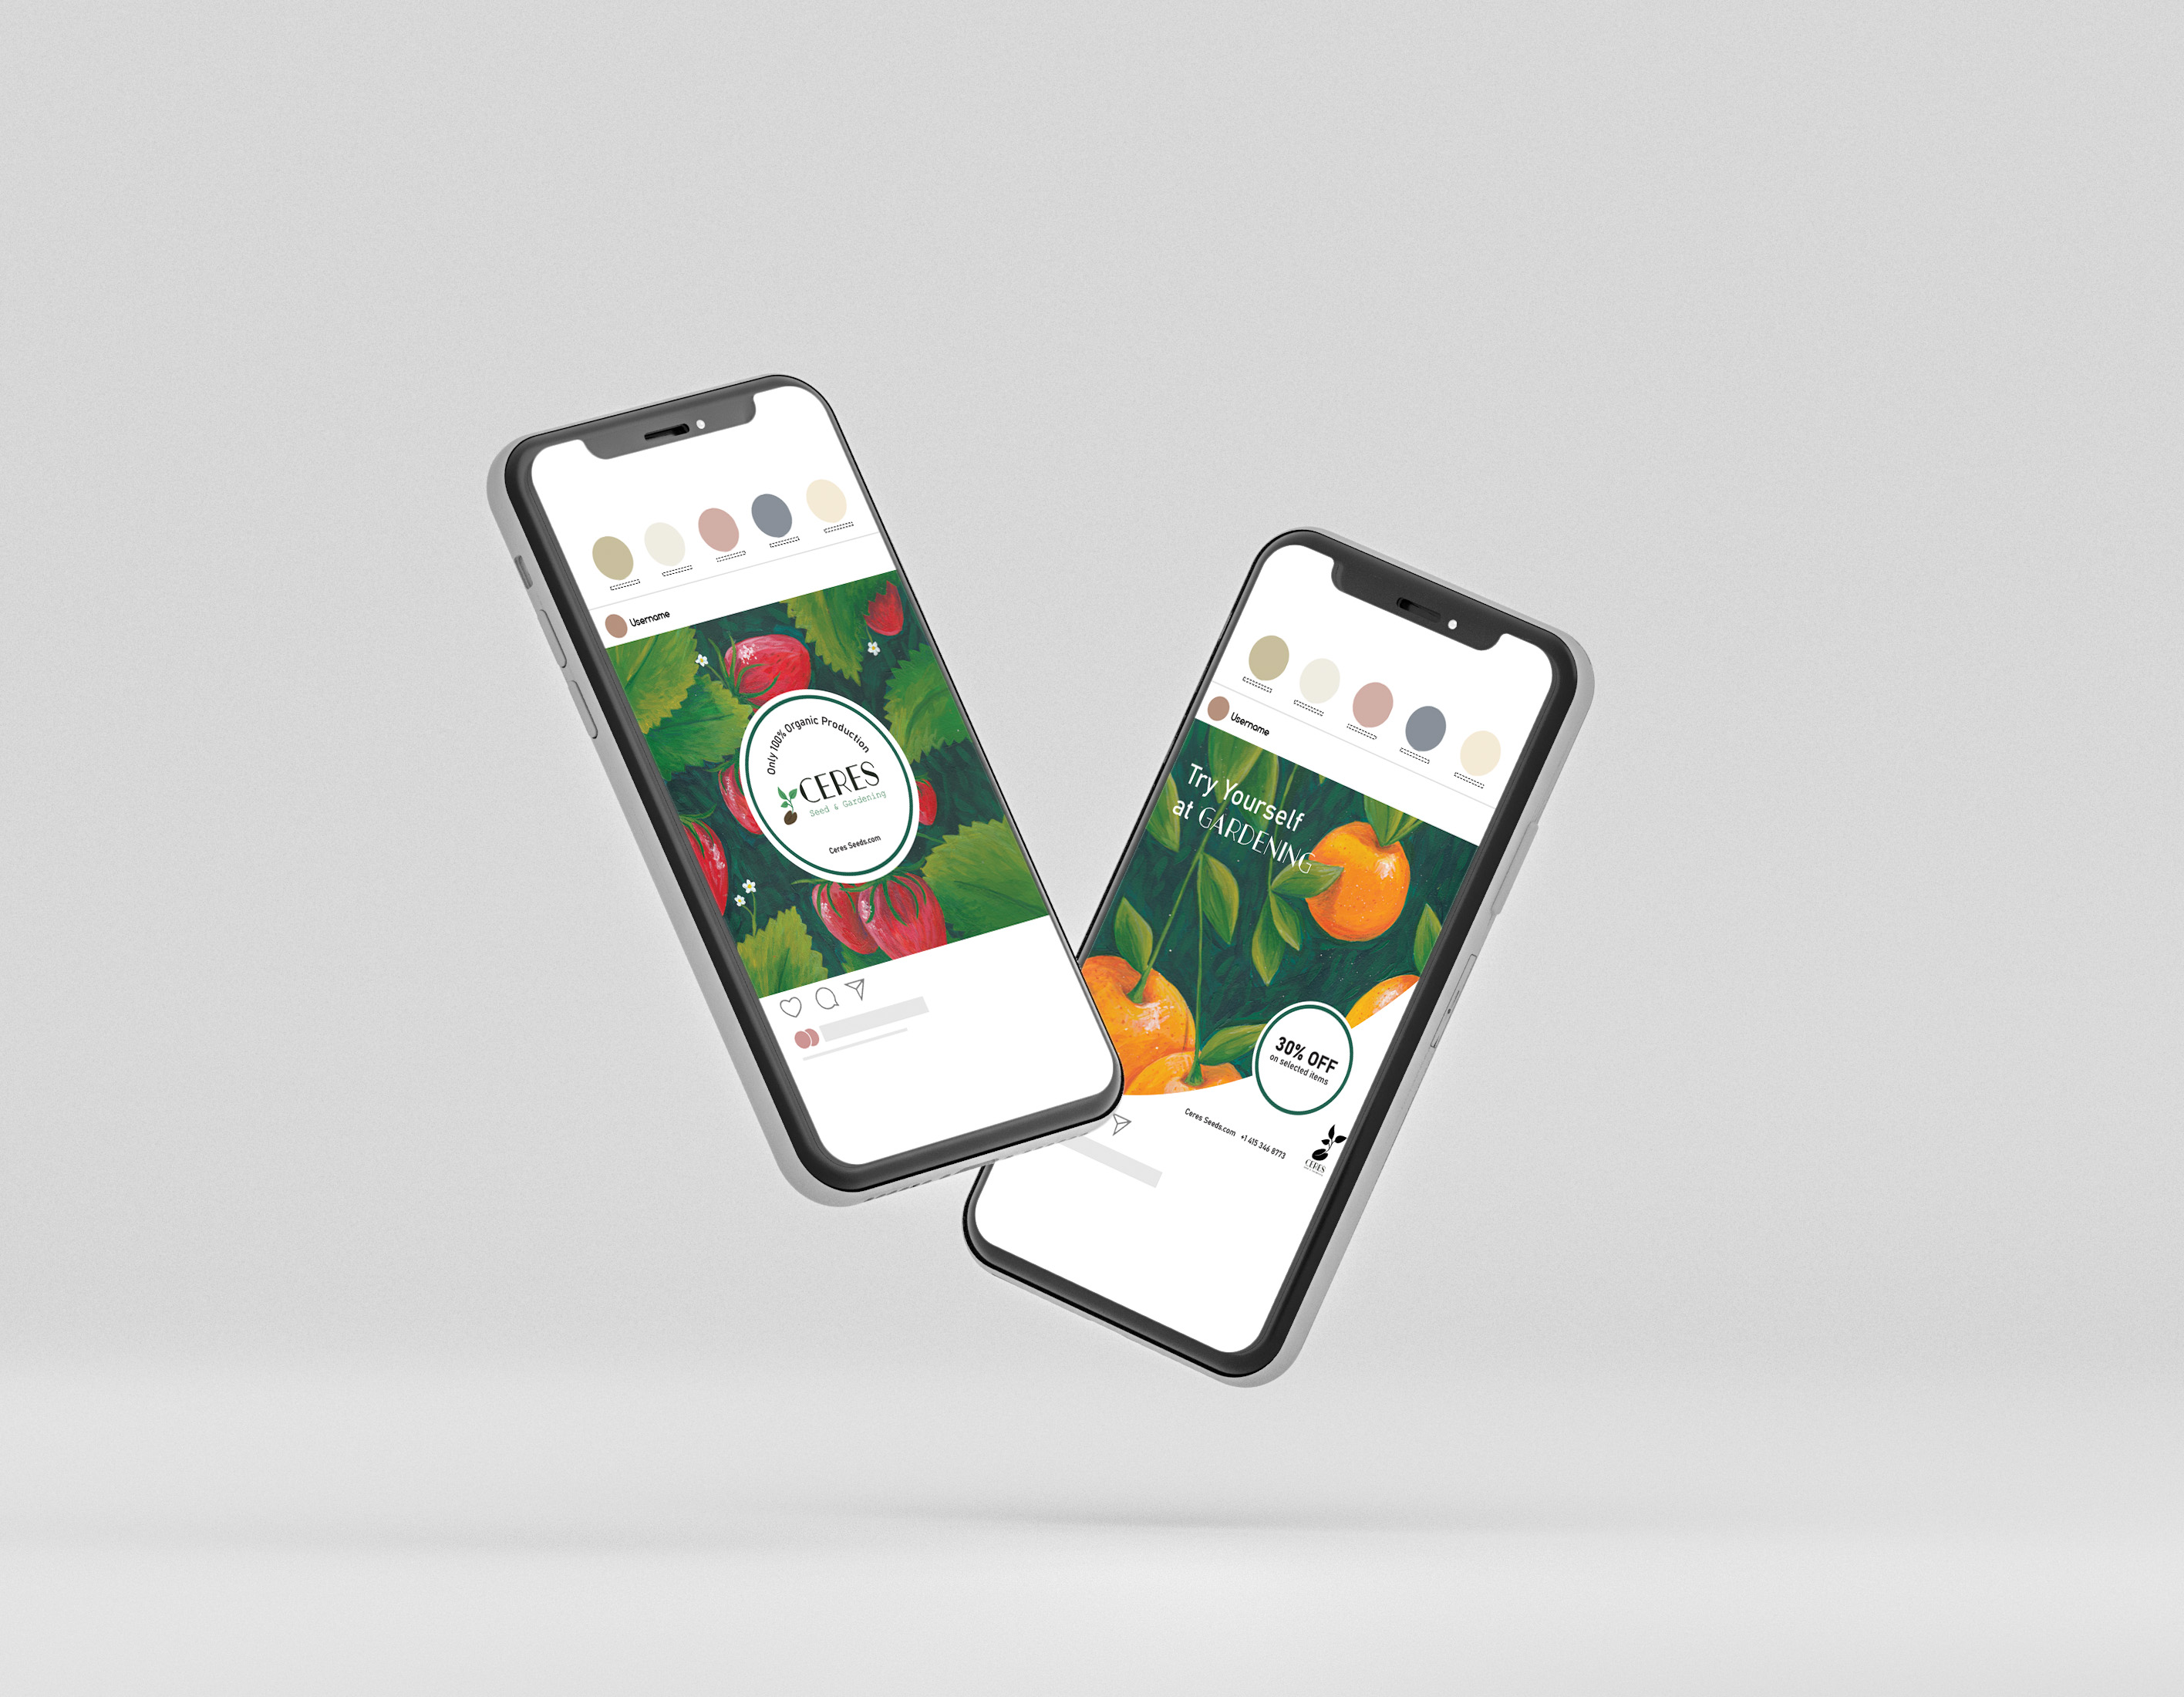 Username
Only 100% Organic Production
CERES
Seed & Gardening
Ceres Seeds.com
Username
Try Yourself
at GARDENING
30% OFF
on selected items
Ceres Seeds.com +1 415 346 8773
CERES